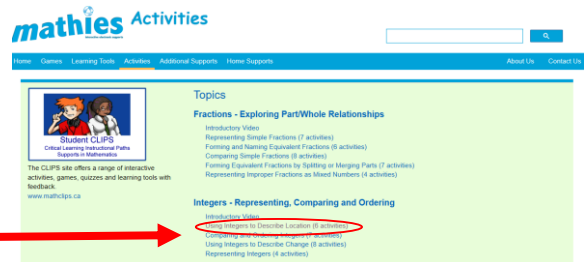 mathies Activities
Home Games Learning Tools Activities Additional Supports Home Supports About Us Contact Us
Student CLIPS
Critical Learning Instructional Paths
Supports in Mathematics
The CLIPS site offers a range of interactive
activities, games, quizzes and learning tools with
feedback.
www.mathclips.ca
Topics
Fractions - Exploring Part/Whole Relationships
Introductory Video
Representing Simple Fractions (7 activities)
Forming and Naming Equivalent Fractions (6 activities)
Comparing Simple Fractions (8 activities)
Forming Equivalent Fractions by Splitting or Merging Parts (7 activities)
Representing Improper Fractions as Mixed Numbers (4 activities)
Integers - Representing, Comparing and Ordering
Introductory Video
Using Integers to Describe Location (6 activities)
Comparing and Ordering Integers (7 activities)
Using Integers to Describe Change (8 activities)
Representing Integers (4 activities)